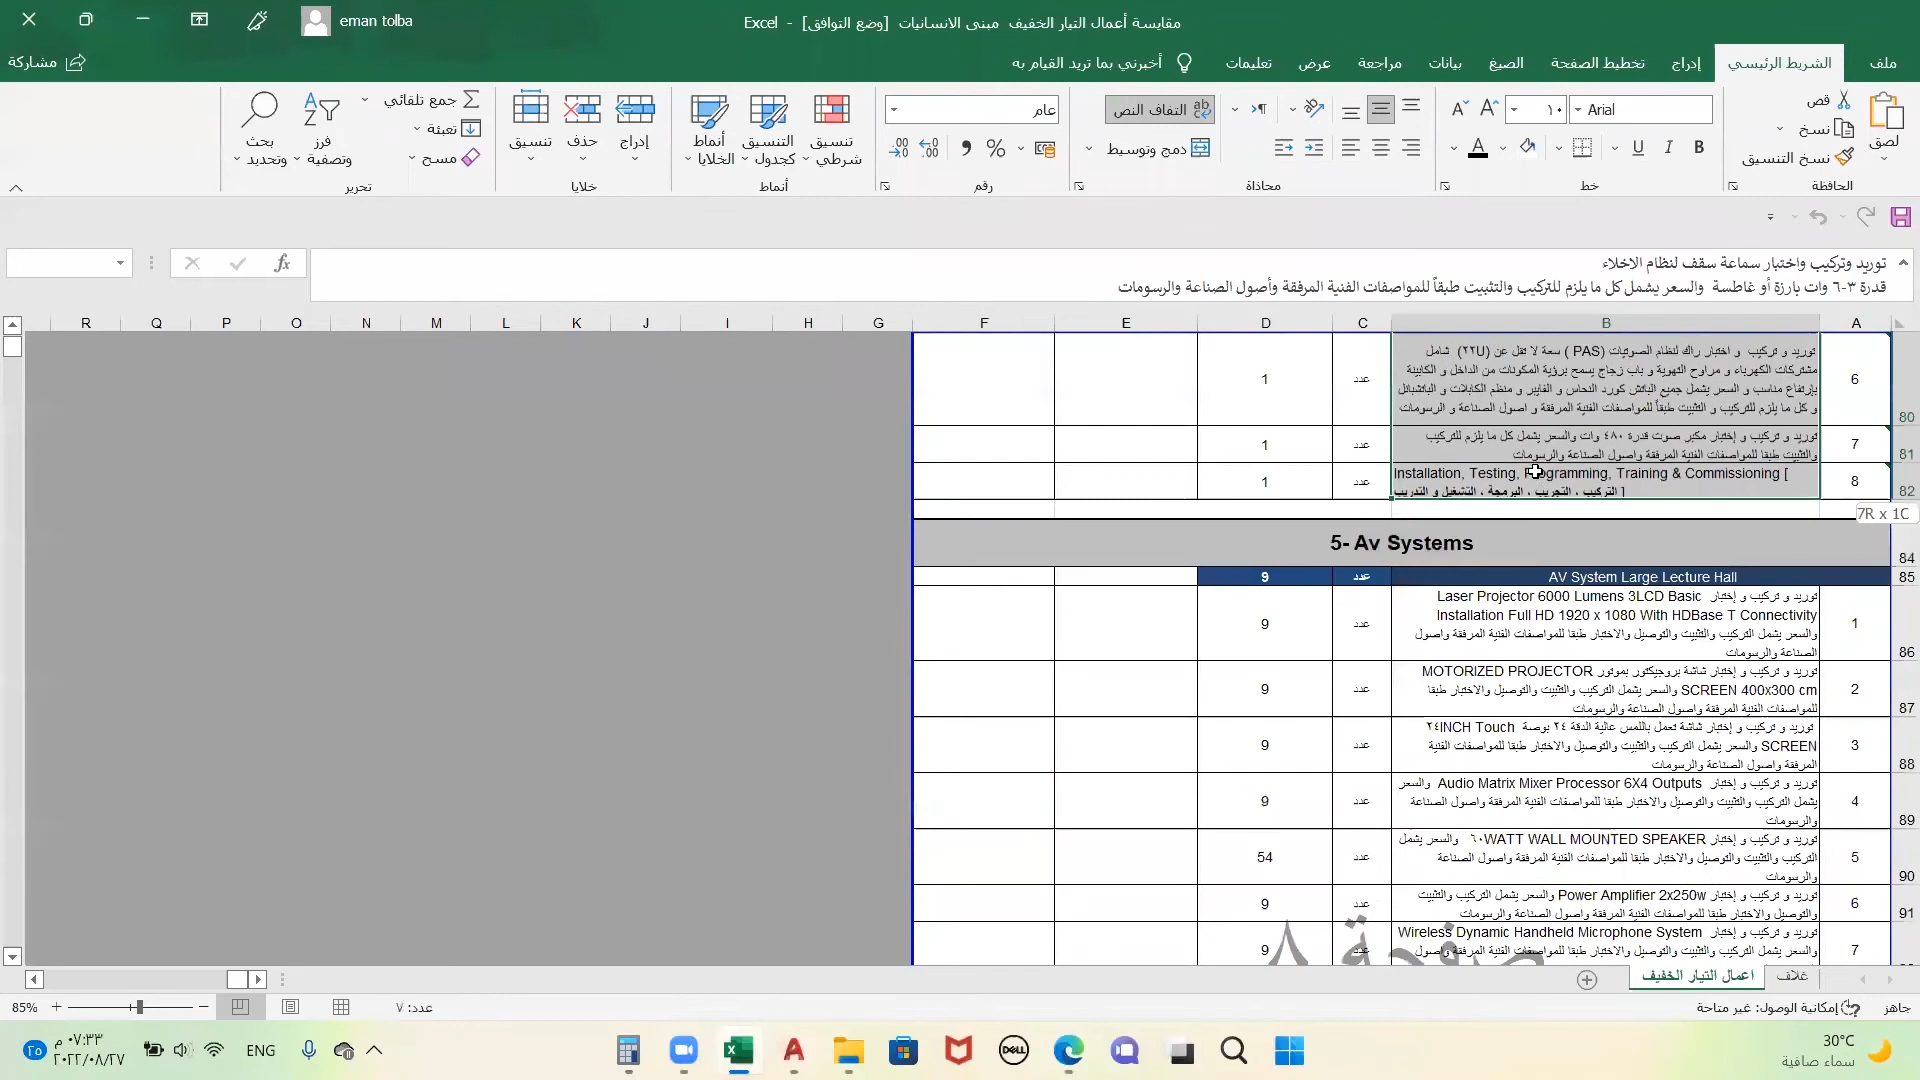 eman tolba
مقايسة أعمال التيار الخفيف مبنى الانسانيات [وضع التوافق] - Excel
ملف
الشريط الرئيسي
إدراج
تخطيط الصفحة
الصيغ
بيانات
مراجعة
عرض
تعليمات
أخبرني بما تريد القيام به
مشاركة
لصق
قص
نسخ
نسخ التنسيق
الحافظة
Arial
١٠
B I U
خط
التفاف النص
دمج وتوسيط
محاذاة
عام
رقم
تنسيق شرطي
التنسيق كجدول
أنماط الخلايا
أنماط
إدراج
حذف
تنسيق
خلايا
جمع تلقائي
تعبئة
مسح
فرز وتصفية
بحث وتحديد
تحرير
fx
توريد وتركيب واختبار سماعة سقف لنظام الاخلاء
قدرة ٣-٦ وات بارزة أو غاطسة والسعر يشمل كل ما يلزم للتركيب والتثبيت طبقاً للمواصفات الفنية المرفقة وأصول الصناعة والرسومات
R Q P O N M L K J I H G F E D C B A
80
6
توريد و تركيب و اختبار راك لنظام الصوتيات (PAS ) سعة لا تقل عن (٢٢U) شامل
مشتركات الكهرباء و مراوح التهوية و باب زجاج يسمح برؤية المكونات من الداخل و الكابينة
بإرتفاع مناسب و السعر يشمل جميع الباتش كورد النحاس و الفايبر و منظم الكابلات و الباتشبانل
و كل ما يلزم للتركيب و التثبيت طبقاً للمواصفات الفنية المرفقة و اصول الصناعة و الرسومات
عدد
1
81
7
توريد و تركيب و إختبار مكبر صوت قدرة ٤٨٠ وات والسعر يشمل كل ما يلزم للتركيب
والتثبيت طبقا للمواصفات الفنية المرفقة واصول الصناعة والرسومات
عدد
1
82
8
Installation, Testing, Programming, Training & Commissioning [
التركيب ، التجريب ، البرمجة ، التشغيل و التدريب ]
عدد
1
7R x 1C
84
5- Av Systems
85
AV System Large Lecture Hall
عدد
9
86
1
توريد و تركيب و إختبار Laser Projector 6000 Lumens 3LCD Basic
Installation Full HD 1920 x 1080 With HDBase T Connectivity
والسعر يشمل التركيب والتثبيت والتوصيل والاختبار طبقا للمواصفات الفنية المرفقة واصول
الصناعة والرسومات
عدد
9
87
2
توريد و تركيب و إختبار شاشة بروجيكتور بموتور MOTORIZED PROJECTOR
SCREEN 400x300 cm والسعر يشمل التركيب والتثبيت والتوصيل والاختبار طبقا
للمواصفات الفنية المرفقة واصول الصناعة والرسومات
عدد
9
88
3
توريد و تركيب و إختبار شاشة تعمل باللمس عالية الدقة ٢٤ بوصة ٢٤INCH Touch
SCREEN والسعر يشمل التركيب والتثبيت والتوصيل والاختبار طبقا للمواصفات الفنية
المرفقة واصول الصناعة والرسومات
عدد
9
89
4
توريد و تركيب و إختبار Audio Matrix Mixer Processor 6X4 Outputs والسعر
يشمل التركيب والتثبيت والتوصيل والاختبار طبقا للمواصفات الفنية المرفقة واصول الصناعة
والرسومات
عدد
9
90
5
توريد و تركيب و إختبار ٦٠WATT WALL MOUNTED SPEAKER والسعر يشمل
التركيب والتثبيت والتوصيل والاختبار طبقا للمواصفات الفنية المرفقة واصول الصناعة
والرسومات
عدد
54
91
6
توريد و تركيب و إختبار Power Amplifier 2x250w والسعر يشمل التركيب والتثبيت
والتوصيل والاختبار طبقا للمواصفات الفنية المرفقة واصول الصناعة والرسومات
عدد
9
7
توريد و تركيب و إختبار Wireless Dynamic Handheld Microphone System
والسعر يشمل التركيب والتثبيت والتوصيل والاختبار طبقا للمواصفات الفنية المرفقة واصول
عدد
9
صفحة ٨
غلاف
اعمال التيار الخفيف
جاهز
إمكانية الوصول: غير متاحة
عدد: ٧
85%
30°C
سماء صافية
DELL
ENG
٠٧:٣٣ م
٢٠٢٢/٠٨/٢٧
٢٥